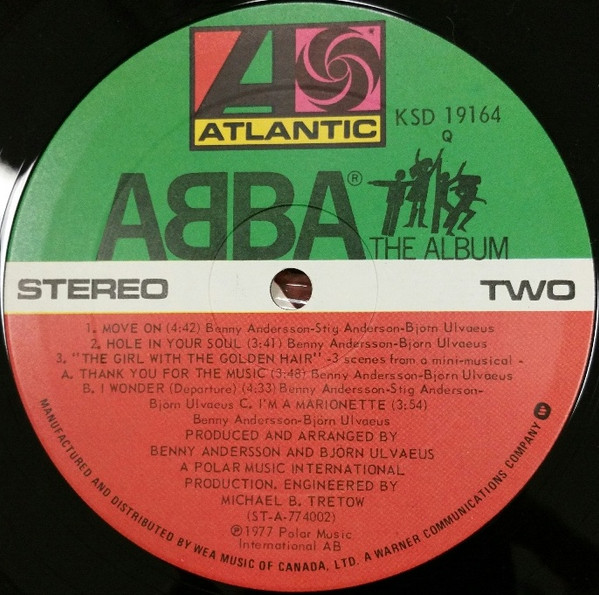 ATLANTIC
KSD 19164
Q
ABBA®
THE ALBUM
STEREO
TWO
1. MOVE ON (4:42) Benny Andersson-Stig Anderson-Bjorn Ulvaeus
2. HOLE IN YOUR SOUL (3:41) Benny Andersson-Bjorn Ulvaeus
3. "THE GIRL WITH THE GOLDEN HAIR" -3 scenes from a mini-musical -
A. THANK YOU FOR THE MUSIC (3:48) Benny Andersson-Bjorn Ulvaeus
B. I WONDER (Departure) (4:33) Benny Andersson-Stig Anderson-
Bjorn Ulvaeus C. I'M A MARIONETTE (3:54)
Benny Andersson-Bjorn Ulvaeus
PRODUCED AND ARRANGED BY
BENNY ANDERSSON AND BJORN ULVAEUS
A POLAR MUSIC INTERNATIONAL
PRODUCTION. ENGINEERED BY
MICHAEL B. TRETOW
(ST-A-774002)
℗1977 Polar Music
International AB
MANUFACTURED AND DISTRIBUTED BY WEA MUSIC OF CANADA, LTD. A WARNER COMMUNICATIONS COMPANY